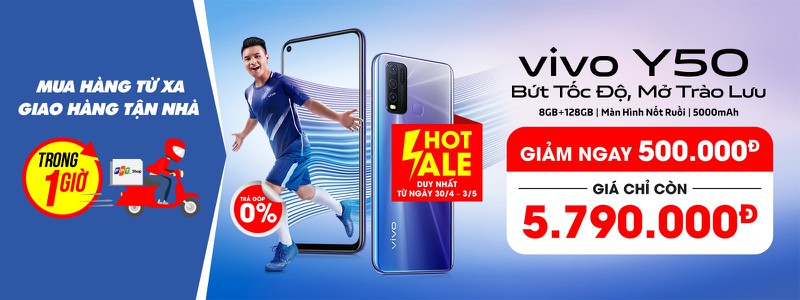 MUA HÀNG TỪ XA
GIAO HÀNG TẬN NHÀ
TRONG
1 GIỜ
FPT Shop
TRẢ GÓP
0%
vivo
HOT
SALE
DUY NHẤT
TỪ NGÀY 30/4 - 3/5
vivo Y50
Bứt Tốc Độ, Mở Trào Lưu
8GB+128GB | Màn Hình Nốt Ruồi | 5000mAh
GIẢM NGAY 500.000Đ
GIÁ CHỈ CÒN
5.790.000Đ